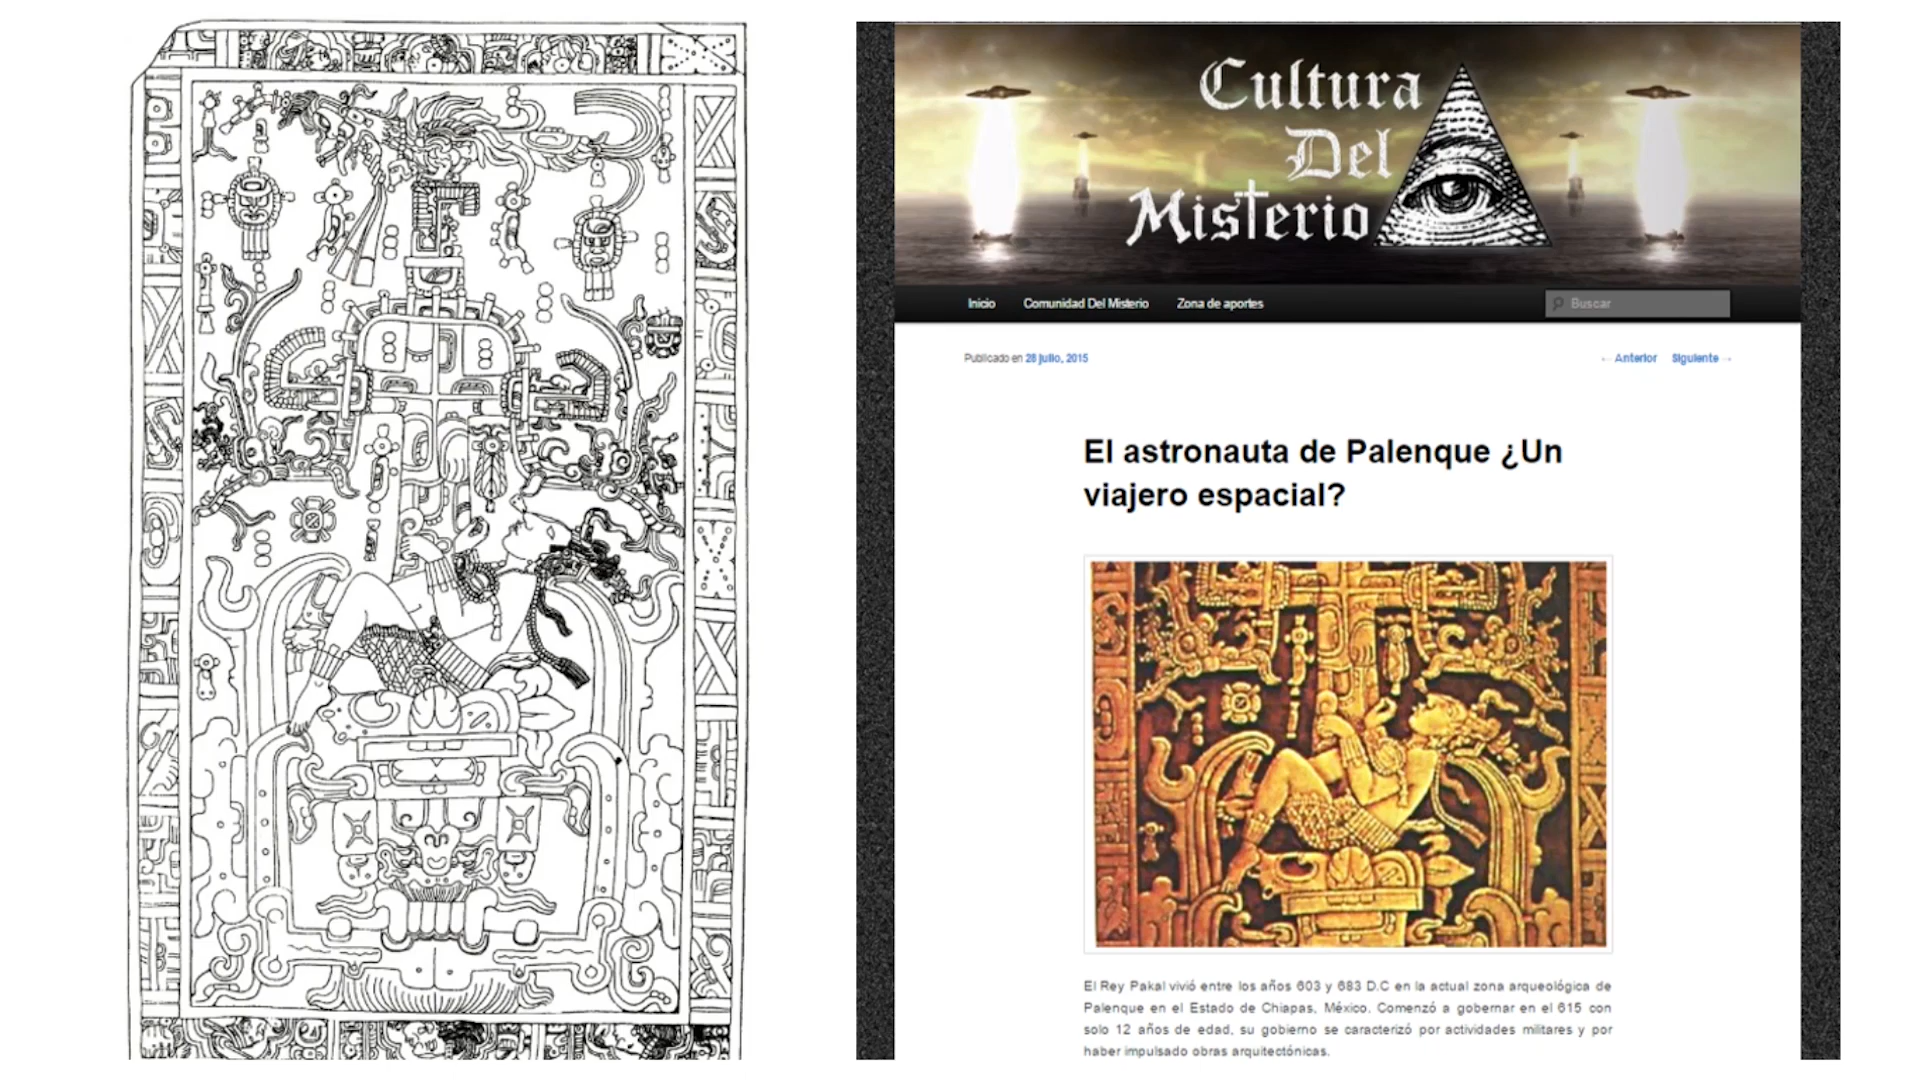 Cultura
Del
Misterio
Inicio Comunidad Del Misterio Zona de aportes Buscar
Publicado en 28 julio, 2015 ← Anterior Siguiente →
El astronauta de Palenque ¿Un
viajero espacial?
El Rey Pakal vivió entre los años 603 y 683 D.C en la actual zona arqueológica de
Palenque en el Estado de Chiapas, México. Comenzó a gobernar en el 615 con
solo 12 años de edad, su gobierno se caracterizó por actividades militares y por
haber impulsado obras arquitectónicas.